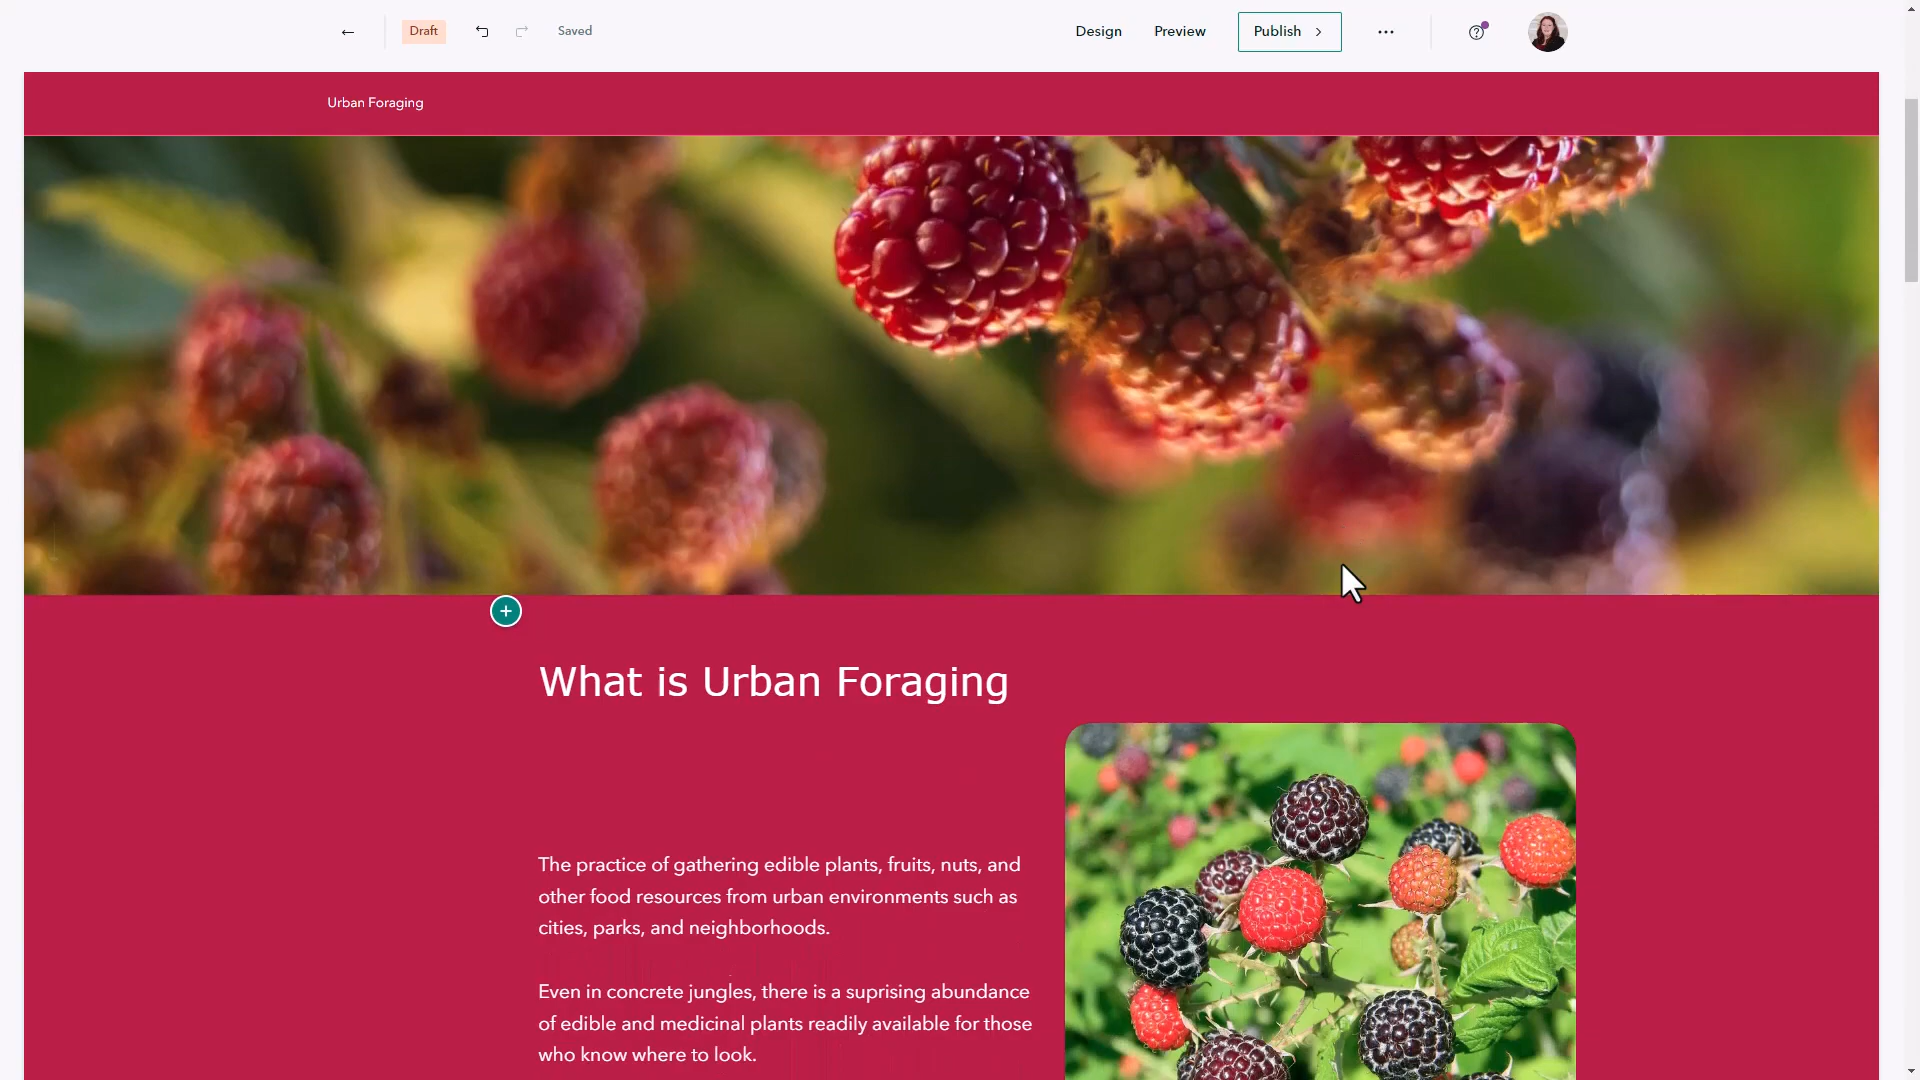 Draft
Saved
Design
Preview
Publish
Urban Foraging
What is Urban Foraging
The practice of gathering edible plants, fruits, nuts, and
other food resources from urban environments such as
cities, parks, and neighborhoods.
Even in concrete jungles, there is a suprising abundance
of edible and medicinal plants readily available for those
who know where to look.